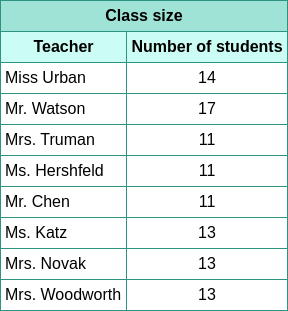 Class size
Teacher Number of students
Miss Urban 14
Mr. Watson 17
Mrs. Truman 11
Ms. Hershfeld 11
Mr. Chen 11
Ms. Katz 13
Mrs. Novak 13
Mrs. Woodworth 13